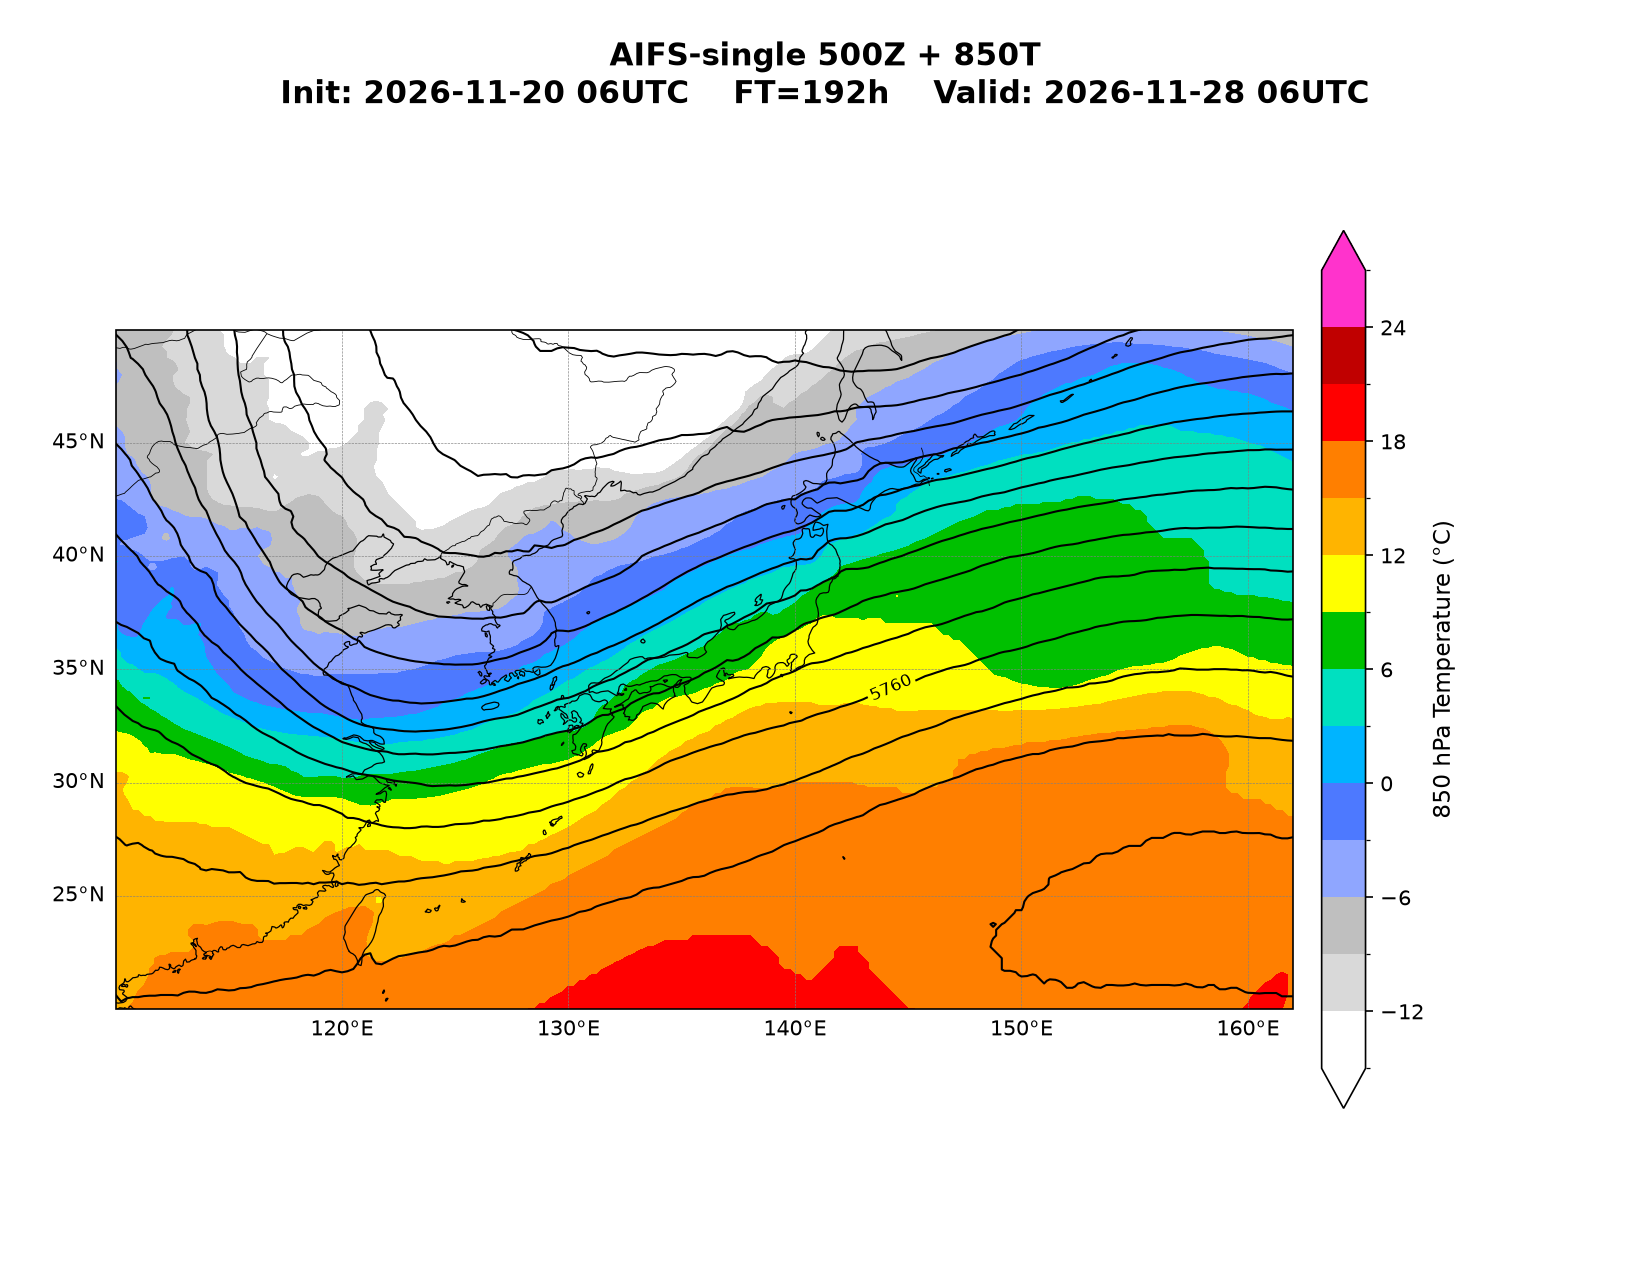 AIFS-single 500Z + 850T
Init: 2026-11-20 06UTC    FT=192h    Valid: 2026-11-28 06UTC
45°N
40°N
35°N
30°N
25°N
120°E
130°E
140°E
150°E
160°E
5760
24
18
12
6
0
−6
−12
850 hPa Temperature (°C)